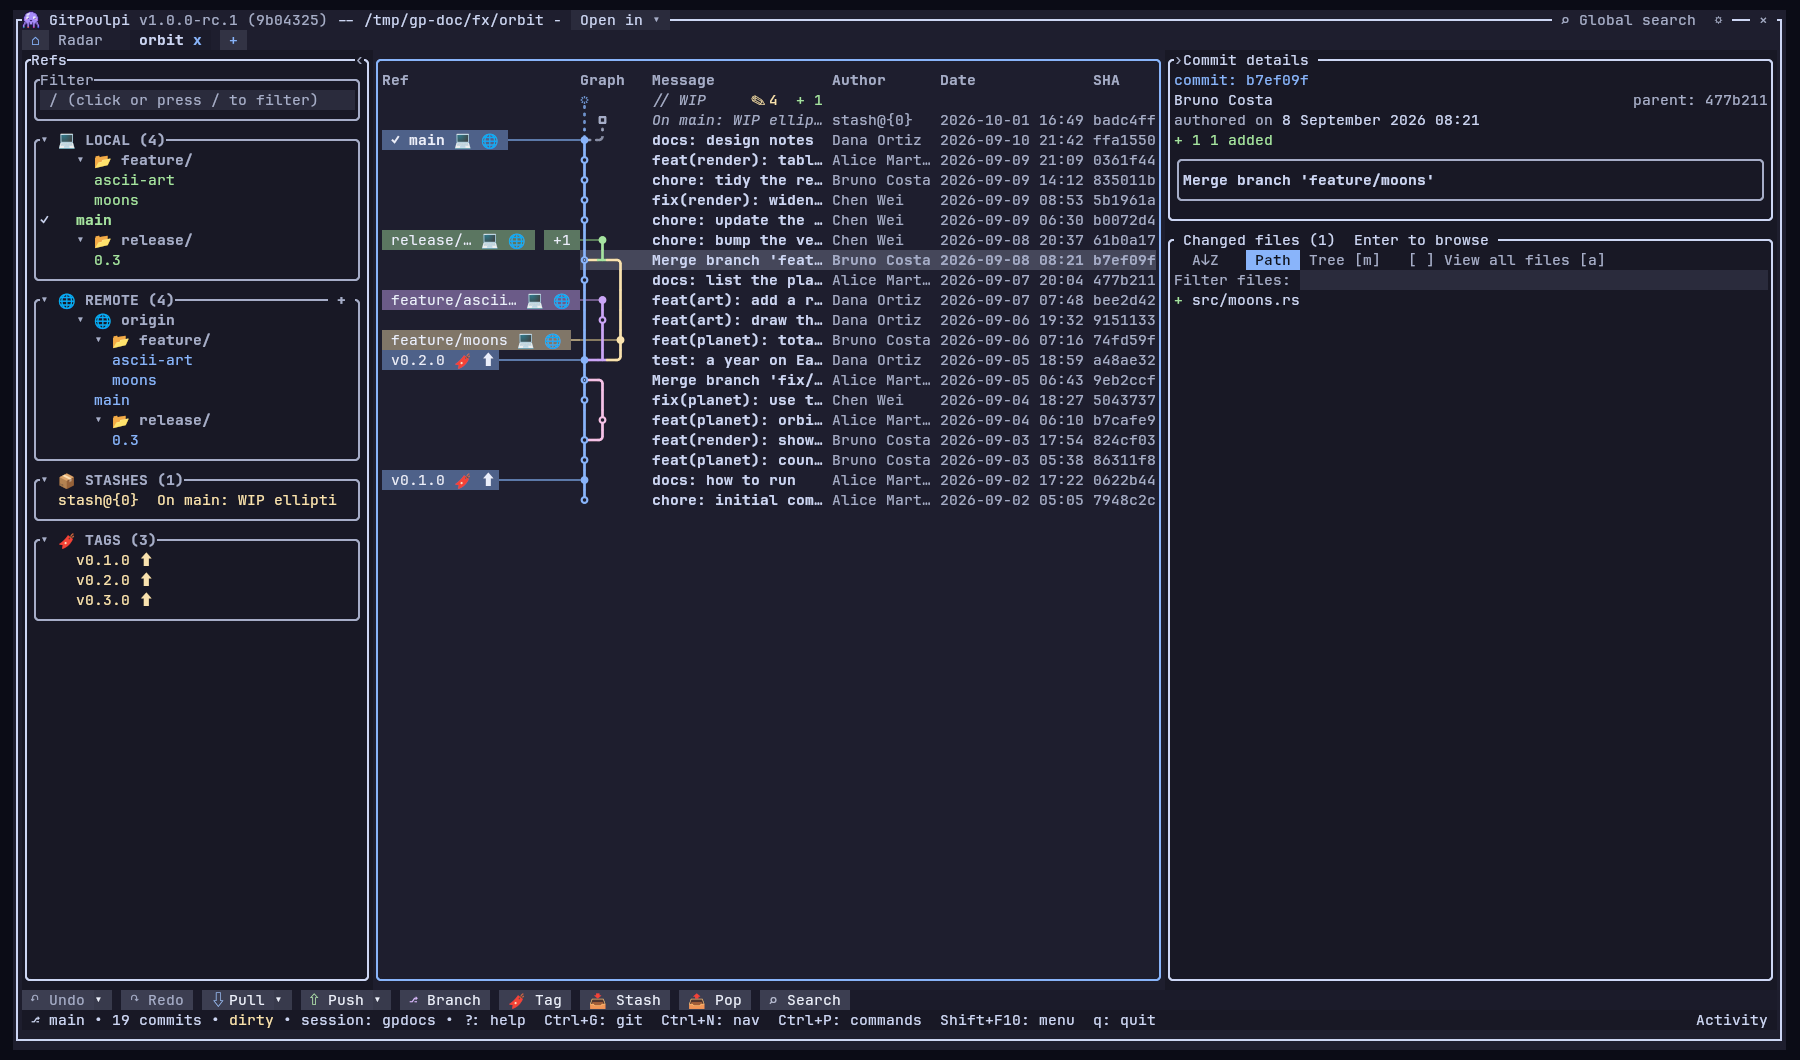 GitPoulpi v1.0.0-rc.1 (9b04325) -- /tmp/gp-doc/fx/orbit - Open in ▾ ⌕ Global search ⚙ ×
⌂ Radar orbit x +
Refs ‹
Filter
/ (click or press / to filter)
▾ 💻 LOCAL (4)
▾ 📂 feature/
ascii-art
moons
✓ main
▾ 📂 release/
0.3
▾ 🌐 REMOTE (4) +
▾ 🌐 origin
▾ 📂 feature/
ascii-art
moons
main
▾ 📂 release/
0.3
▾ 📦 STASHES (1)
stash@{0} On main: WIP ellipti
▾ 🔖 TAGS (3)
v0.1.0 ⬆
v0.2.0 ⬆
v0.3.0 ⬆
Ref Graph Message Author Date SHA
// WIP ✎ 4 + 1
On main: WIP ellip… stash@{0} 2026-10-01 16:49 badc4ff
✓ main 💻 🌐 docs: design notes Dana Ortiz 2026-09-10 21:42 ffa1550
feat(render): tabl… Alice Mart… 2026-09-09 21:09 0361f44
chore: tidy the re… Bruno Costa 2026-09-09 14:12 835011b
fix(render): widen… Chen Wei 2026-09-09 08:53 5b1961a
chore: update the … Chen Wei 2026-09-09 06:30 b0072d4
release/… 💻 🌐 +1 chore: bump the ve… Chen Wei 2026-09-08 20:37 61b0a17
Merge branch 'feat… Bruno Costa 2026-09-08 08:21 b7ef09f
docs: list the pla… Chen Wei 2026-09-07 20:04 477b211
feature/ascii… 💻 🌐 feat(art): add a r… Dana Ortiz 2026-09-07 07:48 bee2d42
feat(art): draw th… Dana Ortiz 2026-09-06 19:32 9151133
feature/moons 💻 🌐 feat(planet): tota… Bruno Costa 2026-09-06 07:16 74fd59f
v0.2.0 🔖 ⬆ test: a year on Ea… Dana Ortiz 2026-09-05 18:59 a48ae32
Merge branch 'fix/… Alice Mart… 2026-09-05 06:43 9eb2ccf
fix(planet): use t… Chen Wei 2026-09-04 18:27 5043737
feat(planet): orbi… Alice Mart… 2026-09-04 06:10 b7cafe9
feat(render): show… Bruno Costa 2026-09-03 17:54 824cf03
feat(planet): coun… Bruno Costa 2026-09-03 05:38 86311f8
v0.1.0 🔖 ⬆ docs: how to run Alice Mart… 2026-09-02 17:22 0622b44
chore: initial com… Alice Mart… 2026-09-02 05:05 7948c2c
›Commit details
commit: b7ef09f
Bruno Costa parent: 477b211
authored on 8 September 2026 08:21
+ 1 1 added
Merge branch 'feature/moons'
Changed files (1) Enter to browse
A↓Z Path Tree [m] [ ] View all files [a]
Filter files:
+ src/moons.rs
↶ Undo ▾ ↷ Redo ⇩ Pull ▾ ⇧ Push ▾ ⎇ Branch 🔖 Tag 📥 Stash 📤 Pop ⌕ Search
⎇ main • 19 commits • dirty • session: gpdocs • ?: help Ctrl+G: git Ctrl+N: nav Ctrl+P: commands Shift+F10: menu q: quit Activity